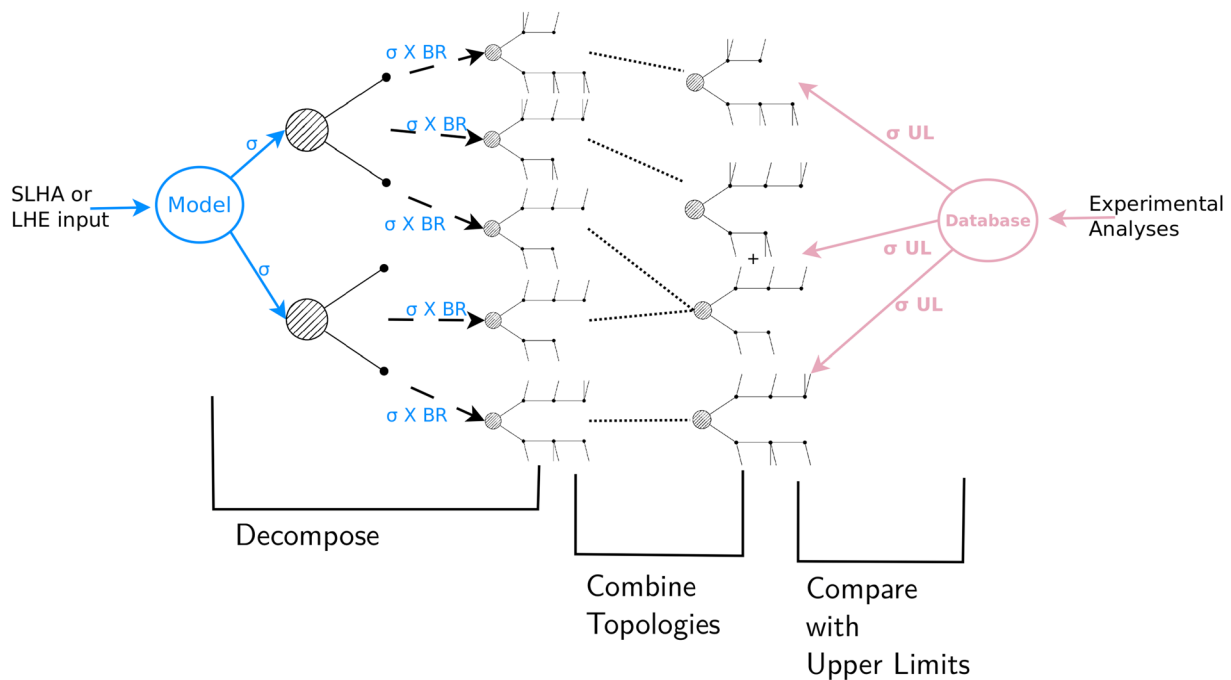 SLHA or
LHE input
Model
σ
σ
σ X BR
σ X BR
σ X BR
σ X BR
σ X BR
+
σ UL
σ UL
σ UL
Database
Experimental
Analyses
Decompose
Combine
Topologies
Compare
with
Upper Limits